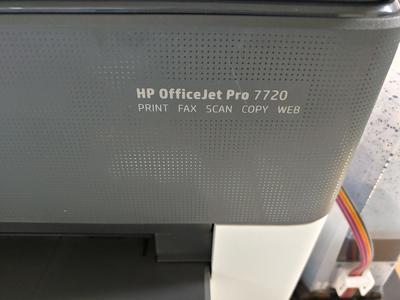 HP OfficeJet Pro 7720
PRINT FAX SCAN COPY WEB